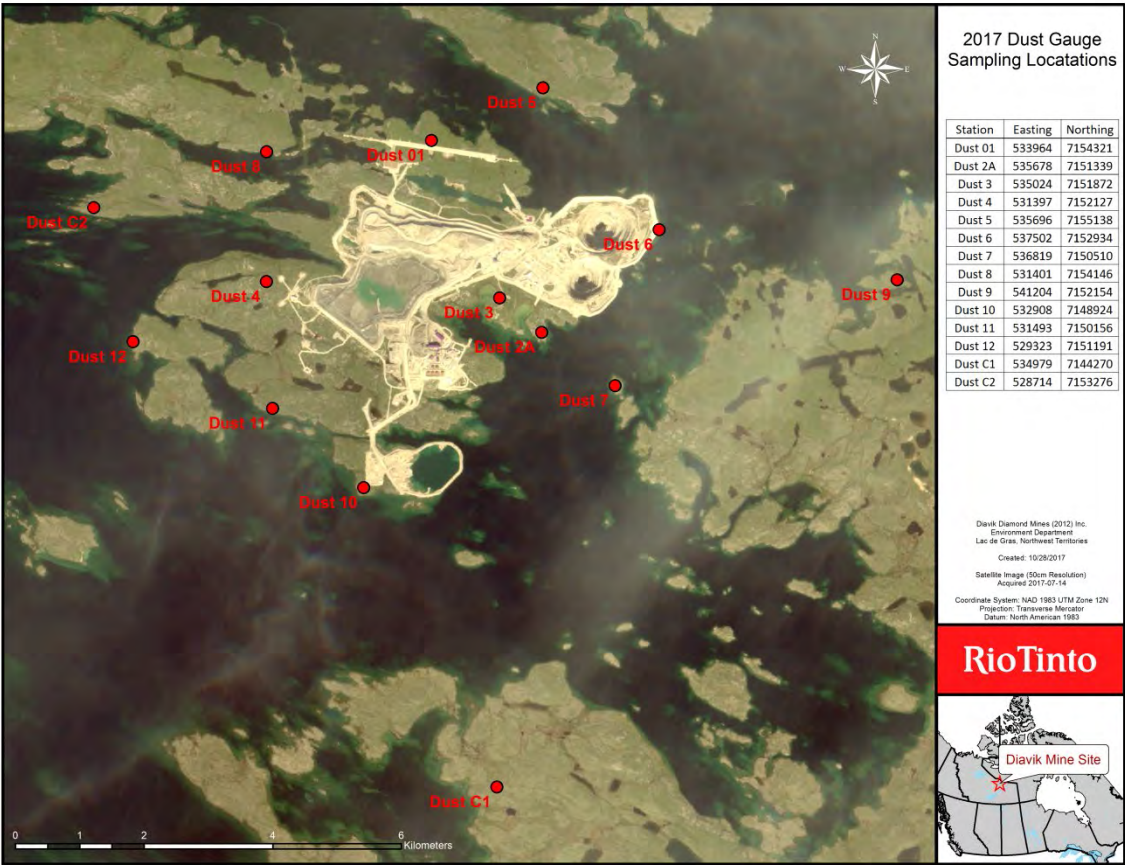 Dust 5
Dust 01
Dust 8
Dust C2
Dust 6
Dust 4
Dust 3
Dust 9
Dust 2A
Dust 12
Dust 7
Dust 11
Dust 10
Dust C1
N
W
E
S
0 1 2 4 6
Kilometers
2017 Dust Gauge
Sampling Locatations
Station Easting Northing
Dust 01 533964 7154321
Dust 2A 535678 7151339
Dust 3 535024 7151872
Dust 4 531397 7152127
Dust 5 535696 7155138
Dust 6 537502 7152934
Dust 7 536819 7150510
Dust 8 531401 7154146
Dust 9 541204 7152154
Dust 10 532908 7148924
Dust 11 531493 7150156
Dust 12 529323 7151191
Dust C1 534979 7144270
Dust C2 528714 7153276
Diavik Diamond Mines (2012) Inc.
Environment Department
Lac de Gras, Northwest Territories
Created: 10/28/2017
Satellite Image (50cm Resolution)
Acquired 2017-07-14
Coordinate System: NAD 1983 UTM Zone 12N
Projection: Transverse Mercator
Datum: North American 1983
RioTinto
Diavik Mine Site